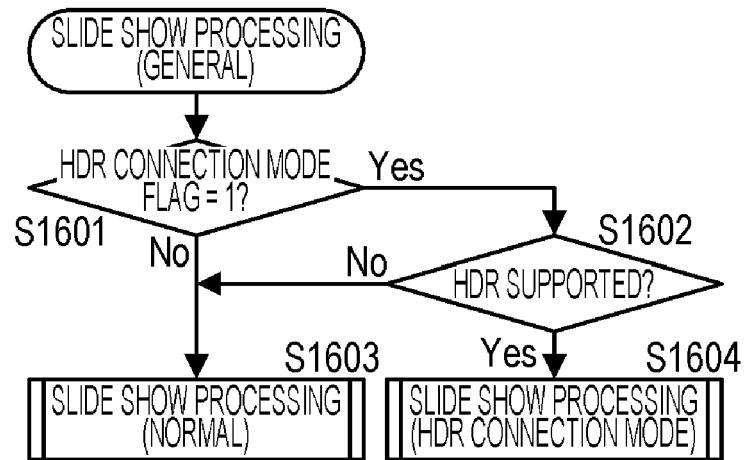 SLIDE SHOW PROCESSING
(GENERAL)
HDR CONNECTION MODE
FLAG = 1?
Yes
S1601
No
S1602
No
HDR SUPPORTED?
Yes
S1603
S1604
SLIDE SHOW PROCESSING
(NORMAL)
SLIDE SHOW PROCESSING
(HDR CONNECTION MODE)